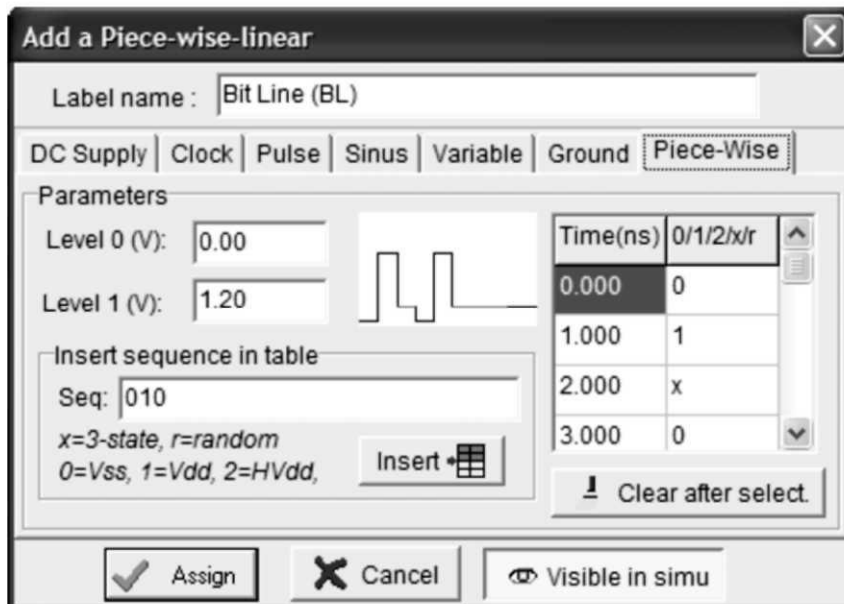 Add a Piece-wise-linear
Label name : Bit Line (BL)
DC Supply Clock Pulse Sinus Variable Ground Piece-Wise
Parameters
Level 0 (V): 0.00
Level 1 (V): 1.20
Insert sequence in table
Seq: 010
x=3-state, r=random
0=Vss, 1=Vdd, 2=HVdd,
Insert
Time(ns) 0/1/2/x/r
0.000 0
1.000 1
2.000 x
3.000 0
Clear after select.
Assign Cancel Visible in simu